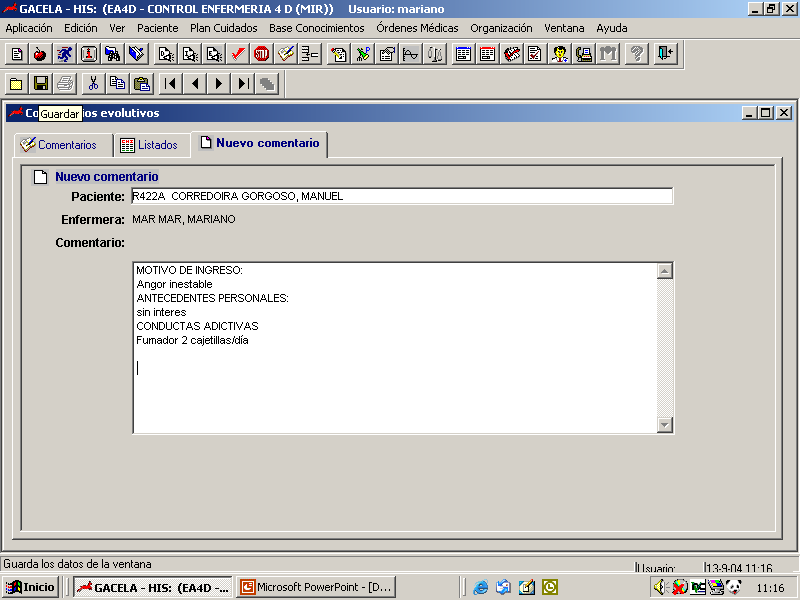 GACELA - HIS: (EA4D - CONTROL ENFERMERIA 4 D (MIR)) Usuario: mariano
Aplicación Edición Ver Paciente Plan Cuidados Base Conocimientos Órdenes Médicas Organización Ventana Ayuda
Guardar
ios evolutivos
Comentarios Listados Nuevo comentario
Nuevo comentario
Paciente: R422A CORREDOIRA GORGOSO, MANUEL
Enfermera: MAR MAR, MARIANO
Comentario:
MOTIVO DE INGRESO:
Angor inestable
ANTECEDENTES PERSONALES:
sin interes
CONDUCTAS ADICTIVAS
Fumador 2 cajetillas/día
Guarda los datos de la ventana
Usuario: 13-9-04 11:16
Inicio GACELA - HIS: (EA4D -... Microsoft PowerPoint - [D... 11:16